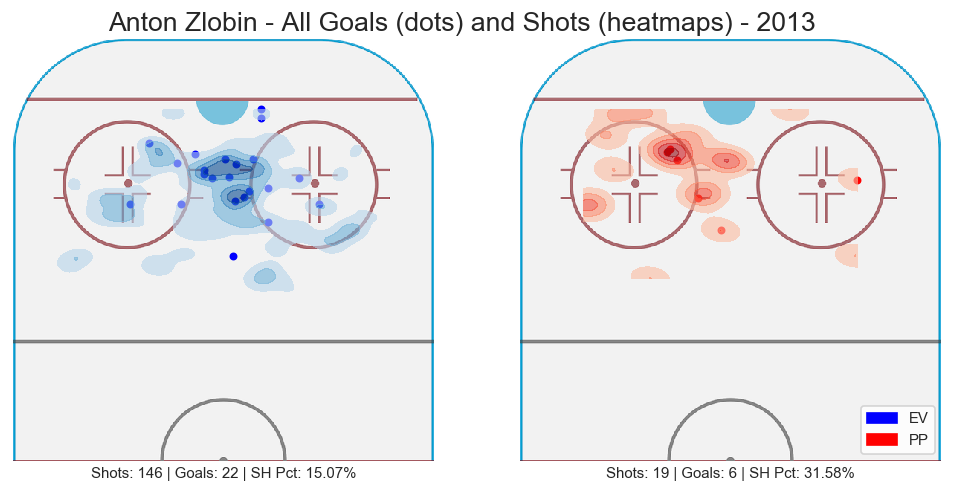 Anton Zlobin - All Goals (dots) and Shots (heatmaps) - 2013
EV
PP
Shots: 146 | Goals: 22 | SH Pct: 15.07%
Shots: 19 | Goals: 6 | SH Pct: 31.58%